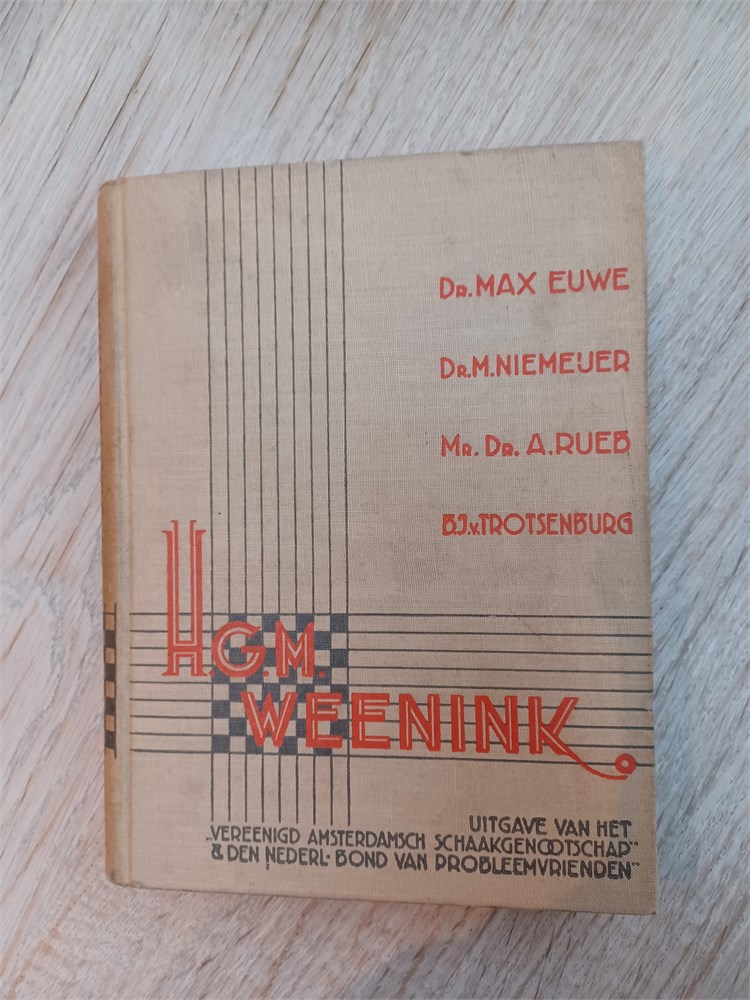 Dr. MAX EUWE
Dr. M. NIEMEIJER
Mr. Dr. A. RUEB
B.J. v. TROTSENBURG
H.G.M.
WEENINK.
UITGAVE VAN HET
„VEREENIGD AMSTERDAMSCH SCHAAKGENOOTSCHAP”
& DEN NEDERL. BOND VAN PROBLEEMVRIENDEN”